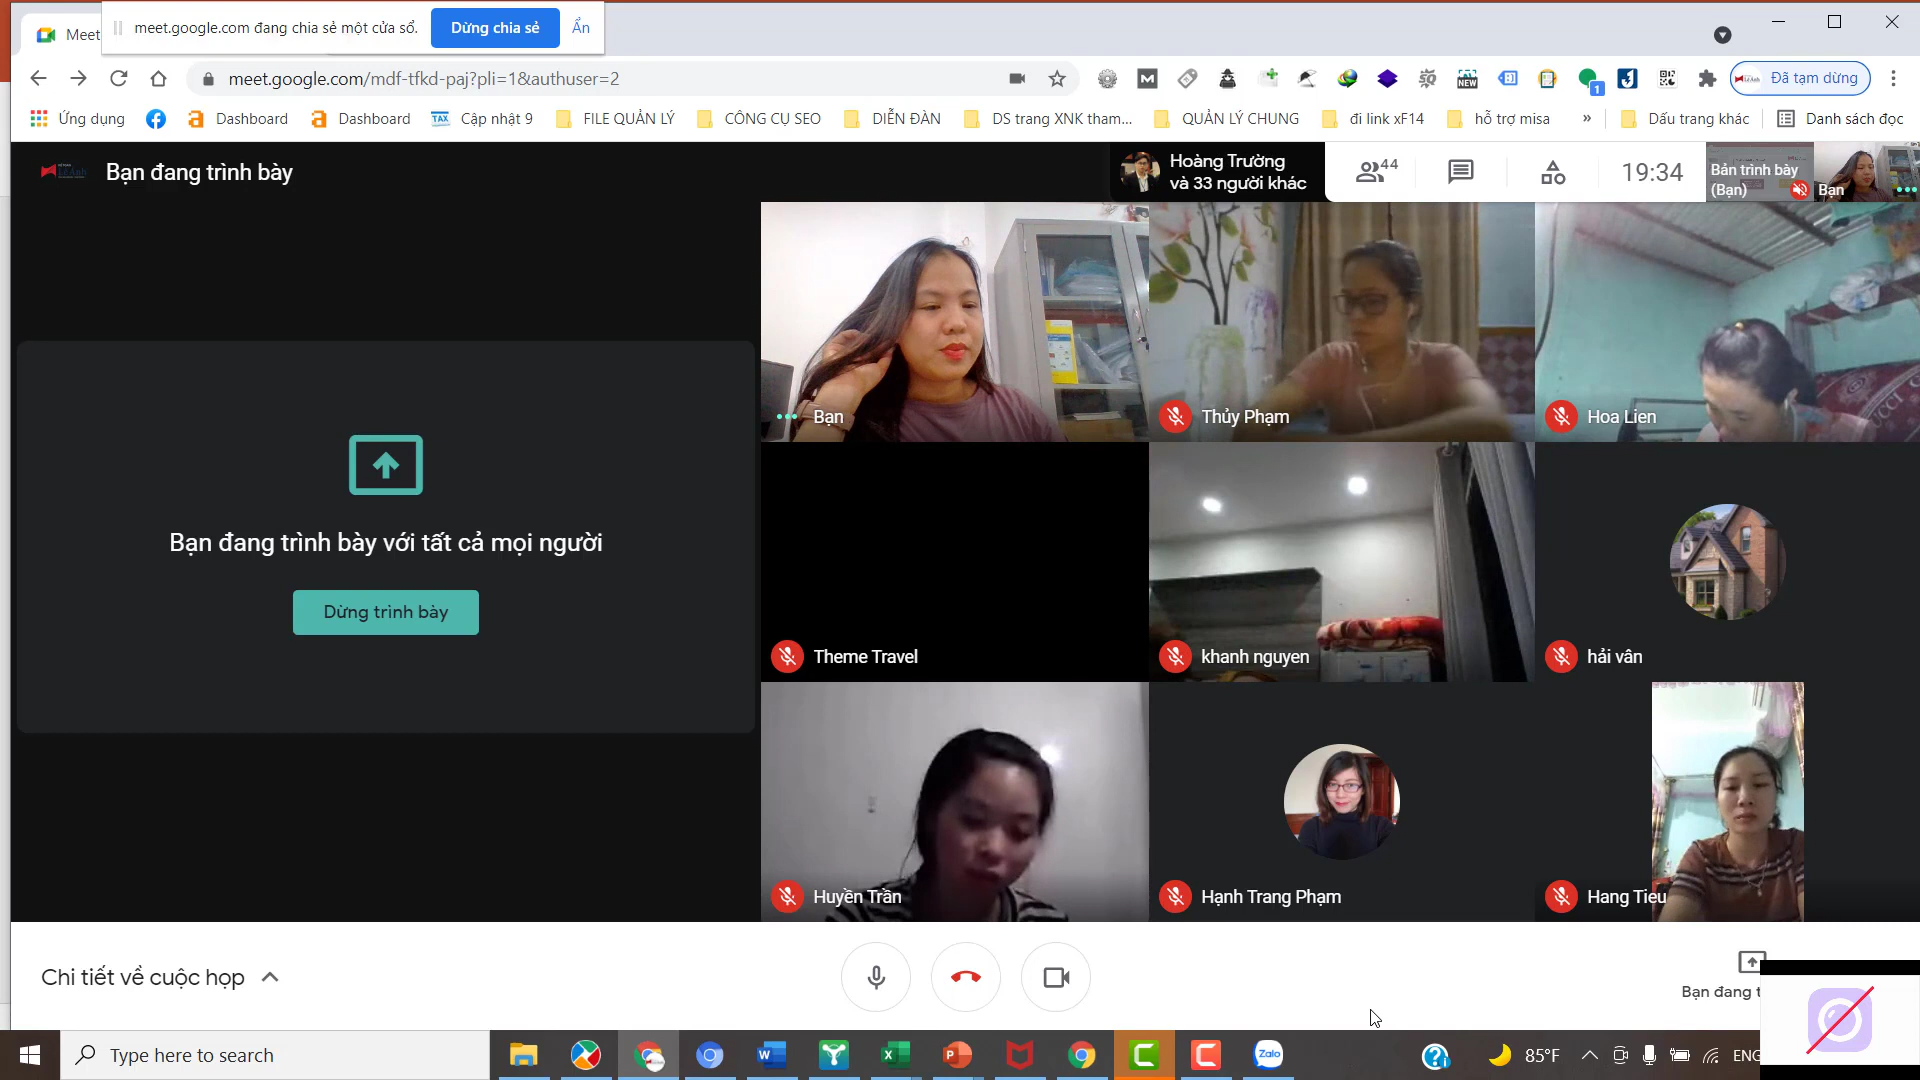 Meet
meet.google.com đang chia sẻ một cửa sổ.
Dừng chia sẻ
Ẩn
meet.google.com/mdf-tfkd-paj?pli=1&authuser=2
M
NEW
1
Đã tạm dừng
Ứng dụng
Dashboard
Dashboard
TAX
Cập nhật 9
FILE QUẢN LÝ
CÔNG CỤ SEO
DIỄN ĐÀN
DS trang XNK tham...
QUẢN LÝ CHUNG
đi link xF14
hỗ trợ misa
»
Dấu trang khác
Danh sách đọc
Bạn đang trình bày
Hoàng Trường
và 33 người khác
44
19:34
Bản trình bày
(Bạn)
Bạn
Bạn
Thủy Phạm
Hoa Lien
Bạn đang trình bày với tất cả mọi người
Dừng trình bày
Theme Travel
khanh nguyen
hải vân
Huyền Trần
Hạnh Trang Phạm
Hang Tieu
Chi tiết về cuộc họp
Bạn đang t
Type here to search
Zalo
85°F
ENG